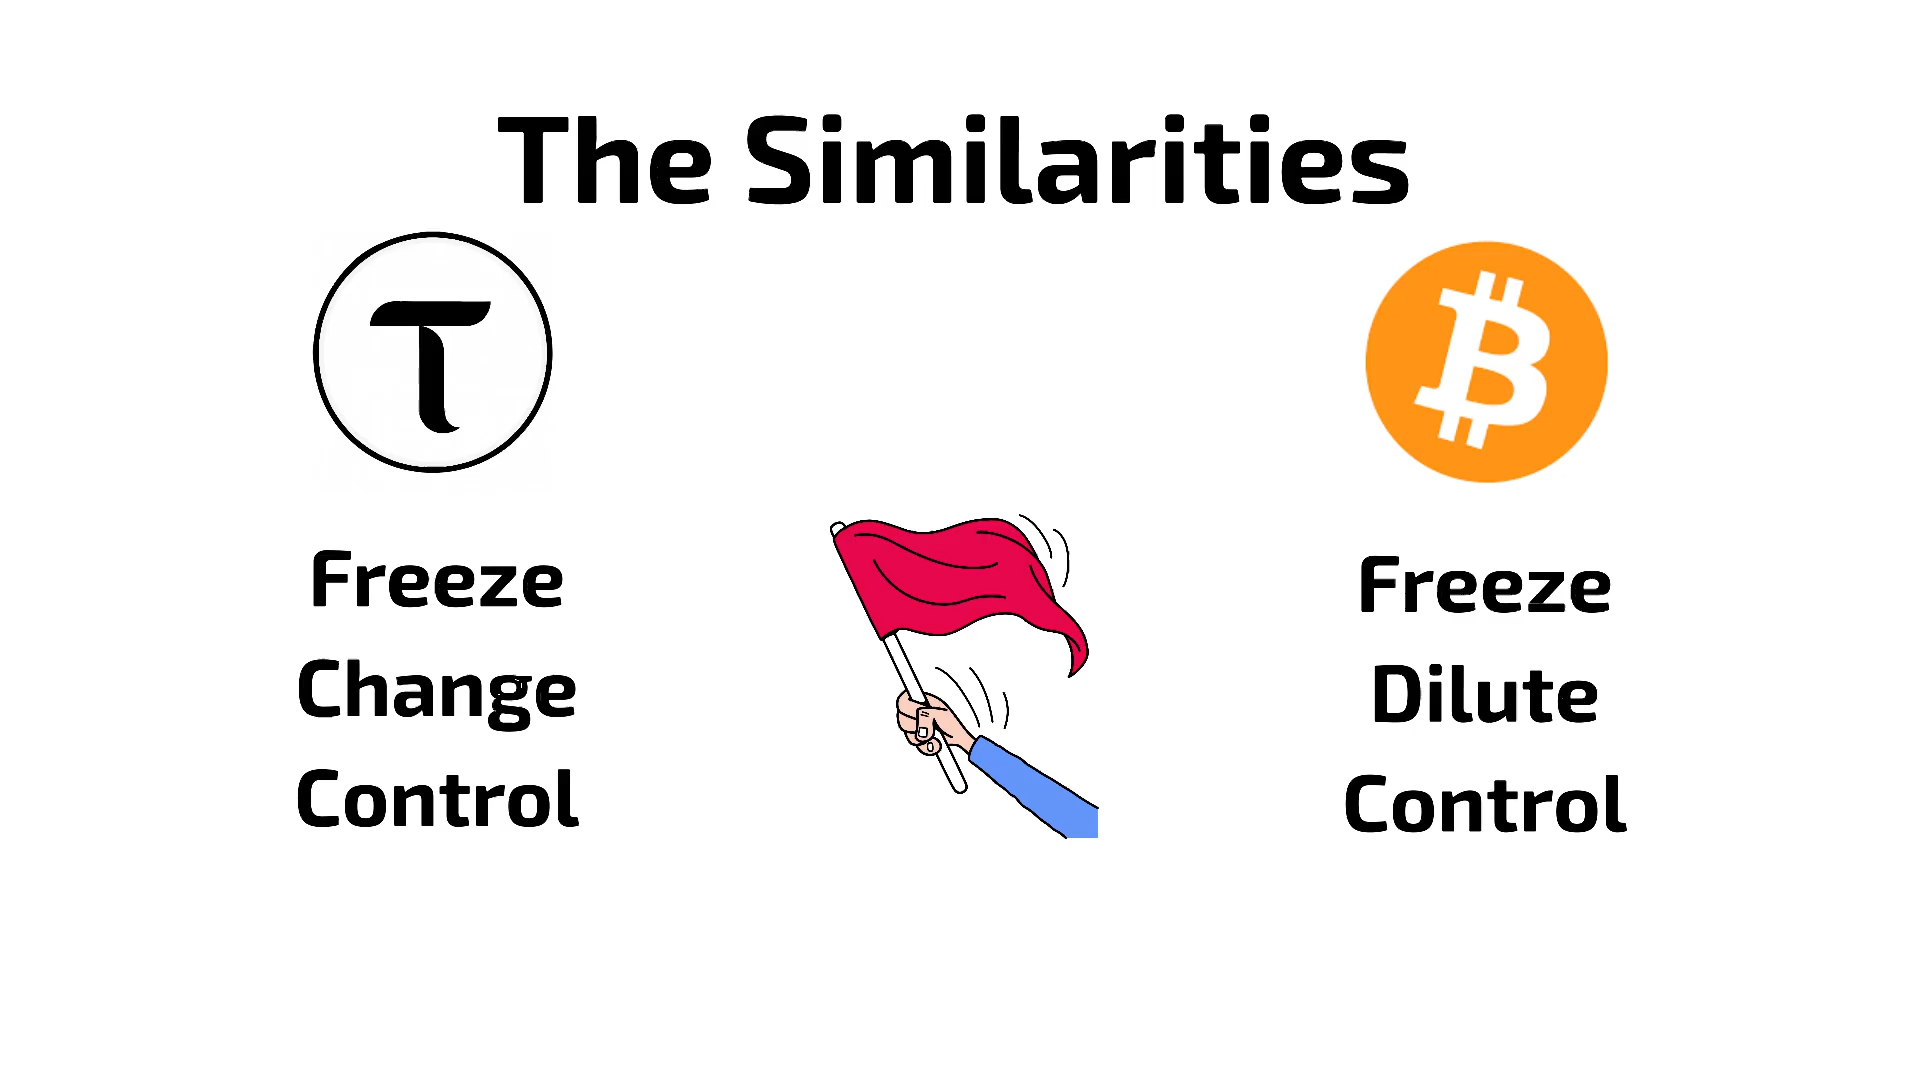 The Similarities
Freeze
Change
Control
Freeze
Dilute
Control